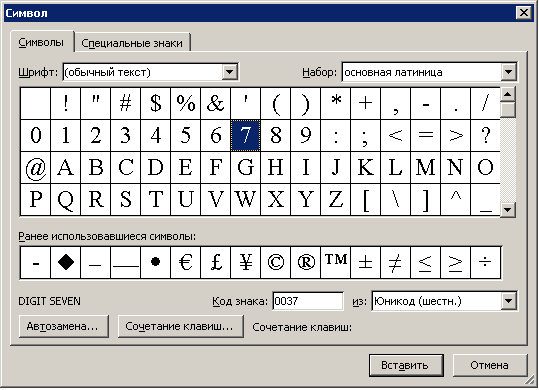 Символ
Символы Специальные знаки
Шрифт: (обычный текст) Набор: основная латиница
! " # $ % & ' ( ) * + , - . /
0 1 2 3 4 5 6 7 8 9 : ; < = > ?
@ A B C D E F G H I J K L M N O
P Q R S T U V W X Y Z [ \ ] ^ _
Ранее использовавшиеся символы:
- ◆ – — • € £ ¥ © ® ™ ± ≠ ≤ ≥ ÷
DIGIT SEVEN Код знака: 0037 из: Юникод (шестн.)
Автозамена... Сочетание клавиш... Сочетание клавиш:
Вставить Отмена